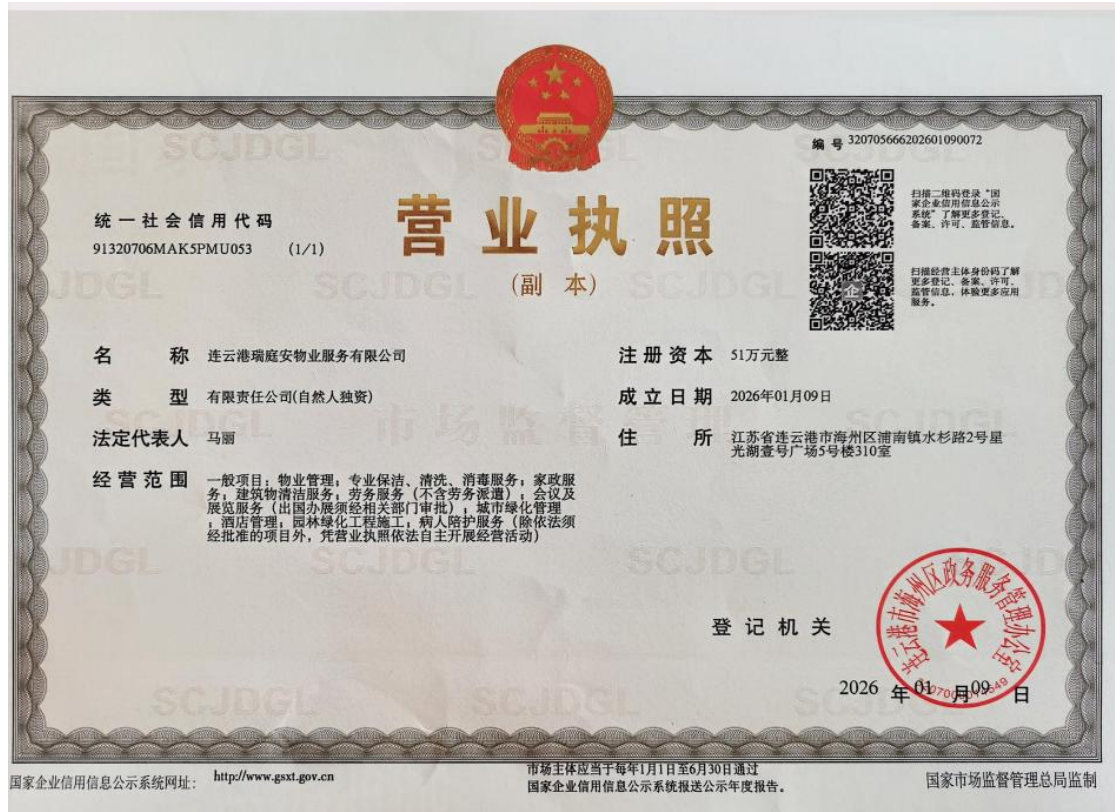 编 号 320705666202601090072
扫描二维码登录“国
家企业信用信息公示
系统”了解更多登记、
备案、许可、监管信息。
统一社会信用代码
91320706MAK5PMU053 (1/1)
营业执照
(副 本)
扫描经营主体身份码了解
更多登记、备案、许可、
监管信息，体验更多应用
服务。
企
名 称 连云港瑞庭安物业服务有限公司
注册资本 51万元整
类 型 有限责任公司(自然人独资)
成立日期 2026年01月09日
法定代表人 马丽
住 所 江苏省连云港市海州区浦南镇水杉路2号星
光湖壹号广场5号楼310室
经营范围 一般项目：物业管理；专业保洁、清洗、消毒服务；家政服
务；建筑物清洁服务；劳务服务（不含劳务派遣）；会议及
展览服务（出国办展须经相关部门审批）；城市绿化管理
；酒店管理；园林绿化工程施工；病人陪护服务（除依法须
经批准的项目外，凭营业执照依法自主开展经营活动）
SCJDGL
市场监督管理
连云港市海州区政务服务管理办公室
登记机关
2026 年 01 月 09 日
国家企业信用信息公示系统网址： http://www.gsxt.gov.cn
市场主体应当于每年1月1日至6月30日通过
国家企业信用信息公示系统报送公示年度报告。
国家市场监督管理总局监制